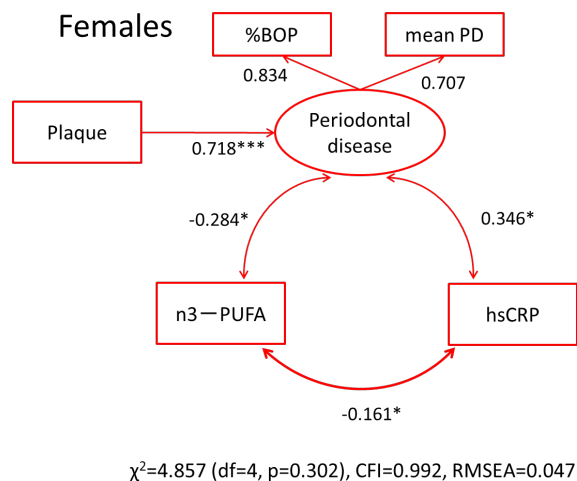 Females
%BOP
mean PD
0.834
0.707
Plaque
Periodontal
disease
0.718***
-0.284*
0.346*
n3－PUFA
hsCRP
-0.161*
χ²=4.857 (df=4, p=0.302), CFI=0.992, RMSEA=0.047